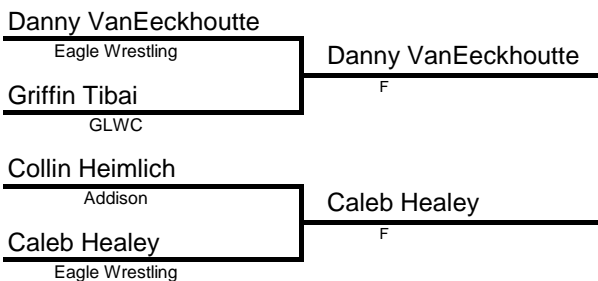 Danny VanEeckhoutte
Eagle Wrestling
Danny VanEeckhoutte
F
Griffin Tibai
GLWC
Collin Heimlich
Addison
Caleb Healey
F
Caleb Healey
Eagle Wrestling